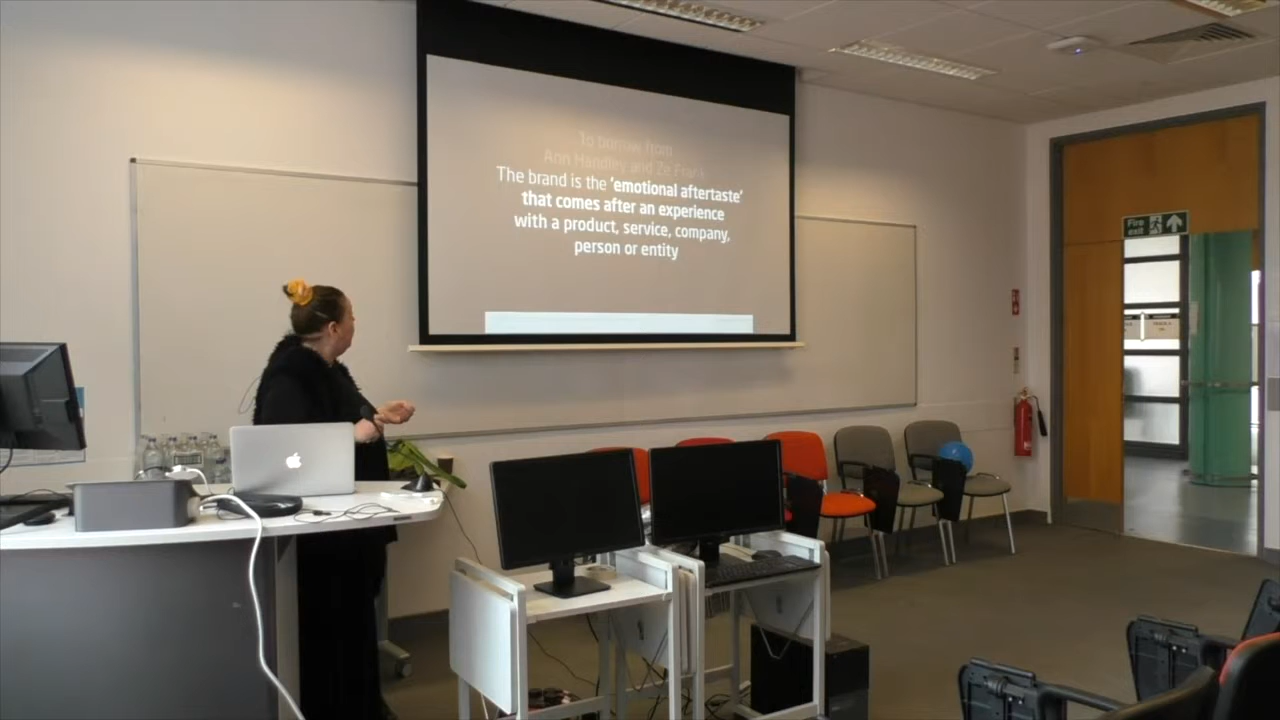 To borrow from
Ann Handley and Ze Frank
The brand is the 'emotional aftertaste'
that comes after an experience
with a product, service, company,
person or entity
Fire
exit